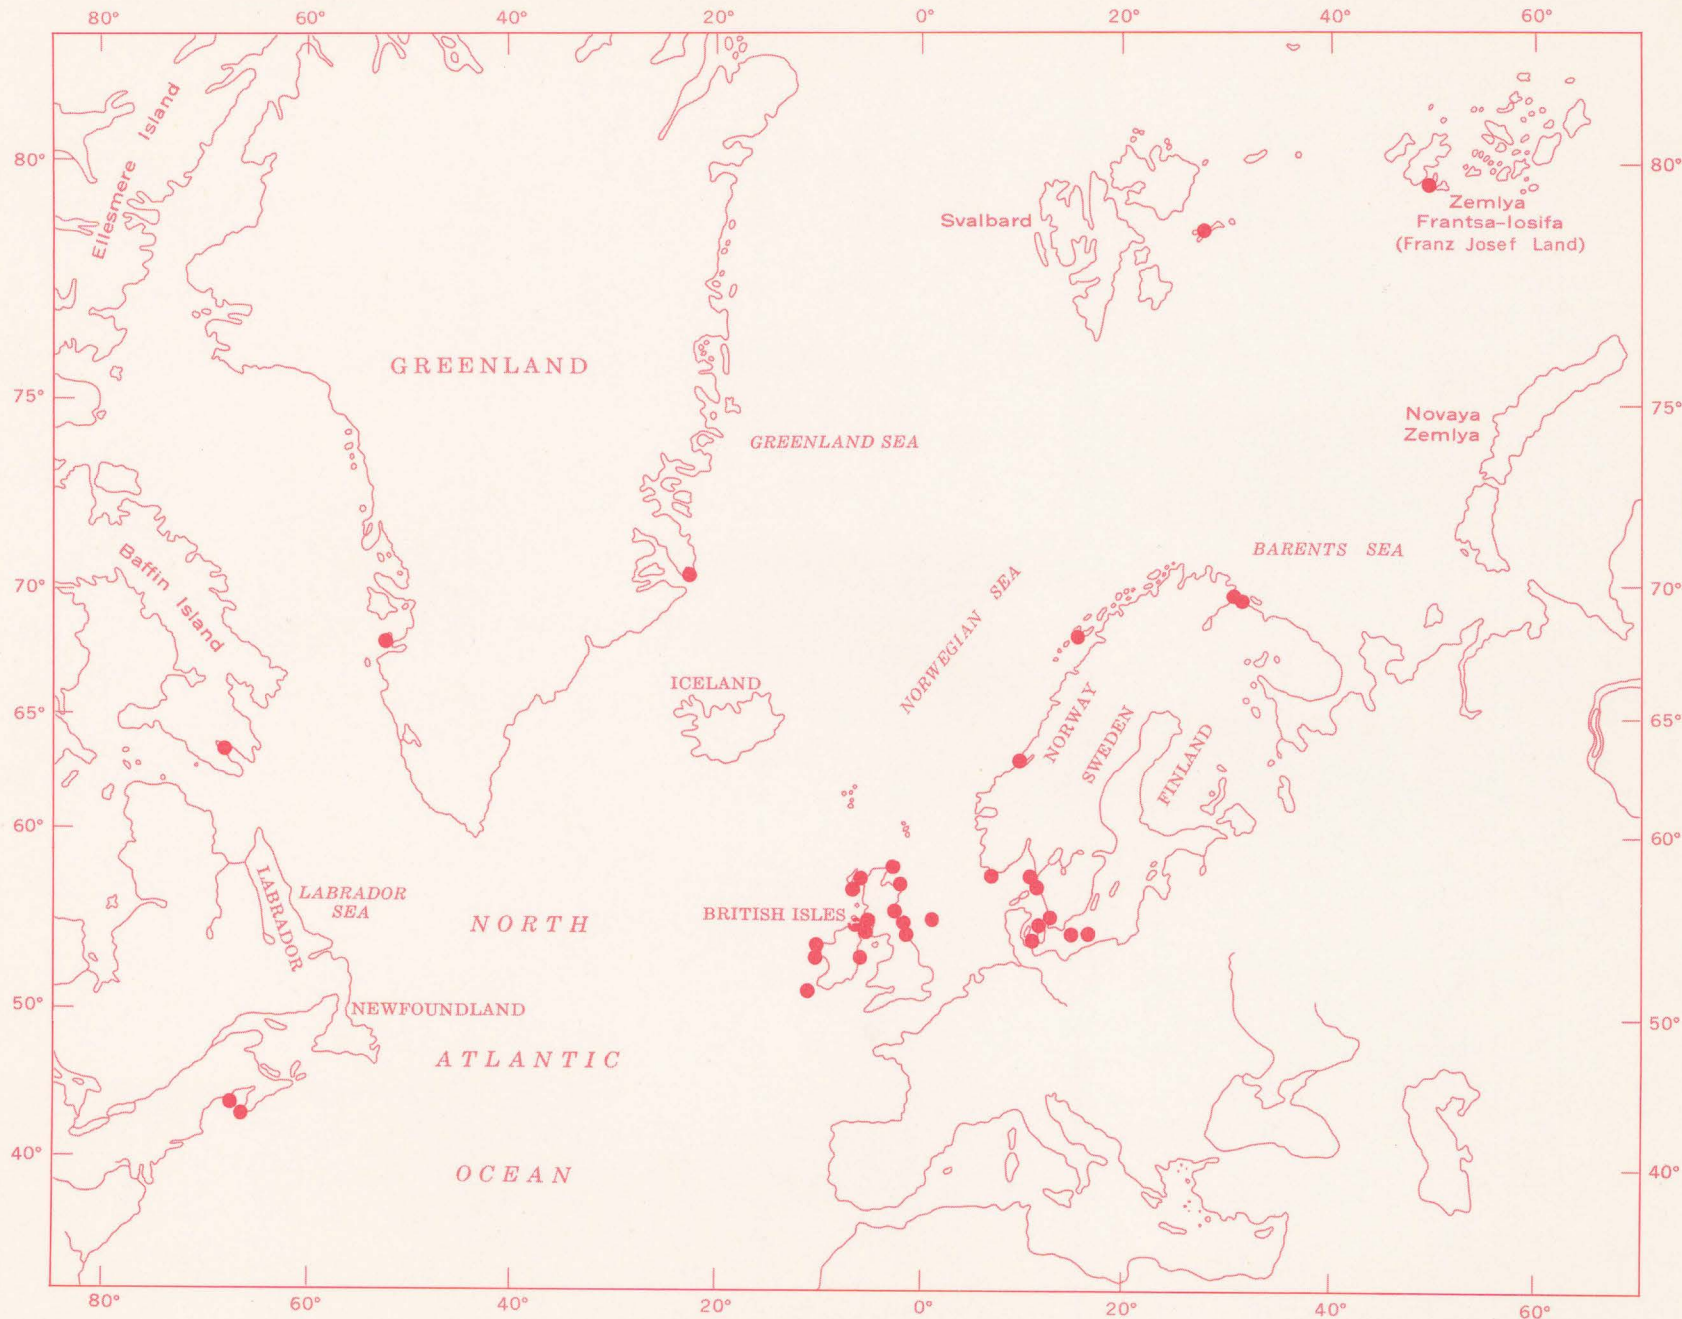 80° 60° 40° 20° 0° 20° 40° 60°
Ellesmere Island
80° 80°
Svalbard
Zemlya
Frantsa-Iosifa
(Franz Josef Land)
GREENLAND
75° 75°
Novaya
Zemlya
GREENLAND SEA
Baffin Island
BARENTS SEA
70° 70°
NORWEGIAN SEA
ICELAND
65° 65°
NORWAY
SWEDEN
FINLAND
60° 60°
LABRADOR
LABRADOR
SEA
NORTH
BRITISH ISLES
50° 50°
NEWFOUNDLAND
ATLANTIC
40° 40°
OCEAN
80° 60° 40° 20° 0° 20° 40° 60°